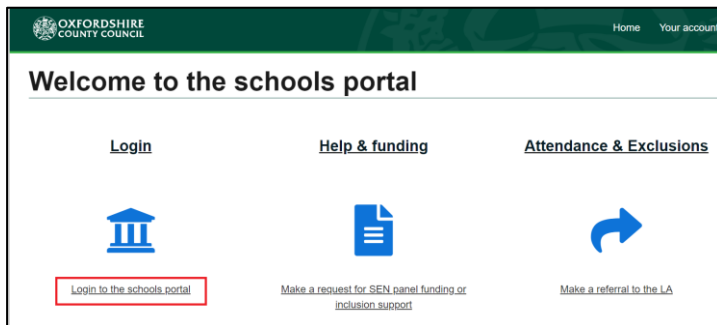 OXFORDSHIRE
COUNTY COUNCIL
Home Your account
Welcome to the schools portal
Login
Help & funding
Attendance & Exclusions
Login to the schools portal
Make a request for SEN panel funding or
inclusion support
Make a referral to the LA